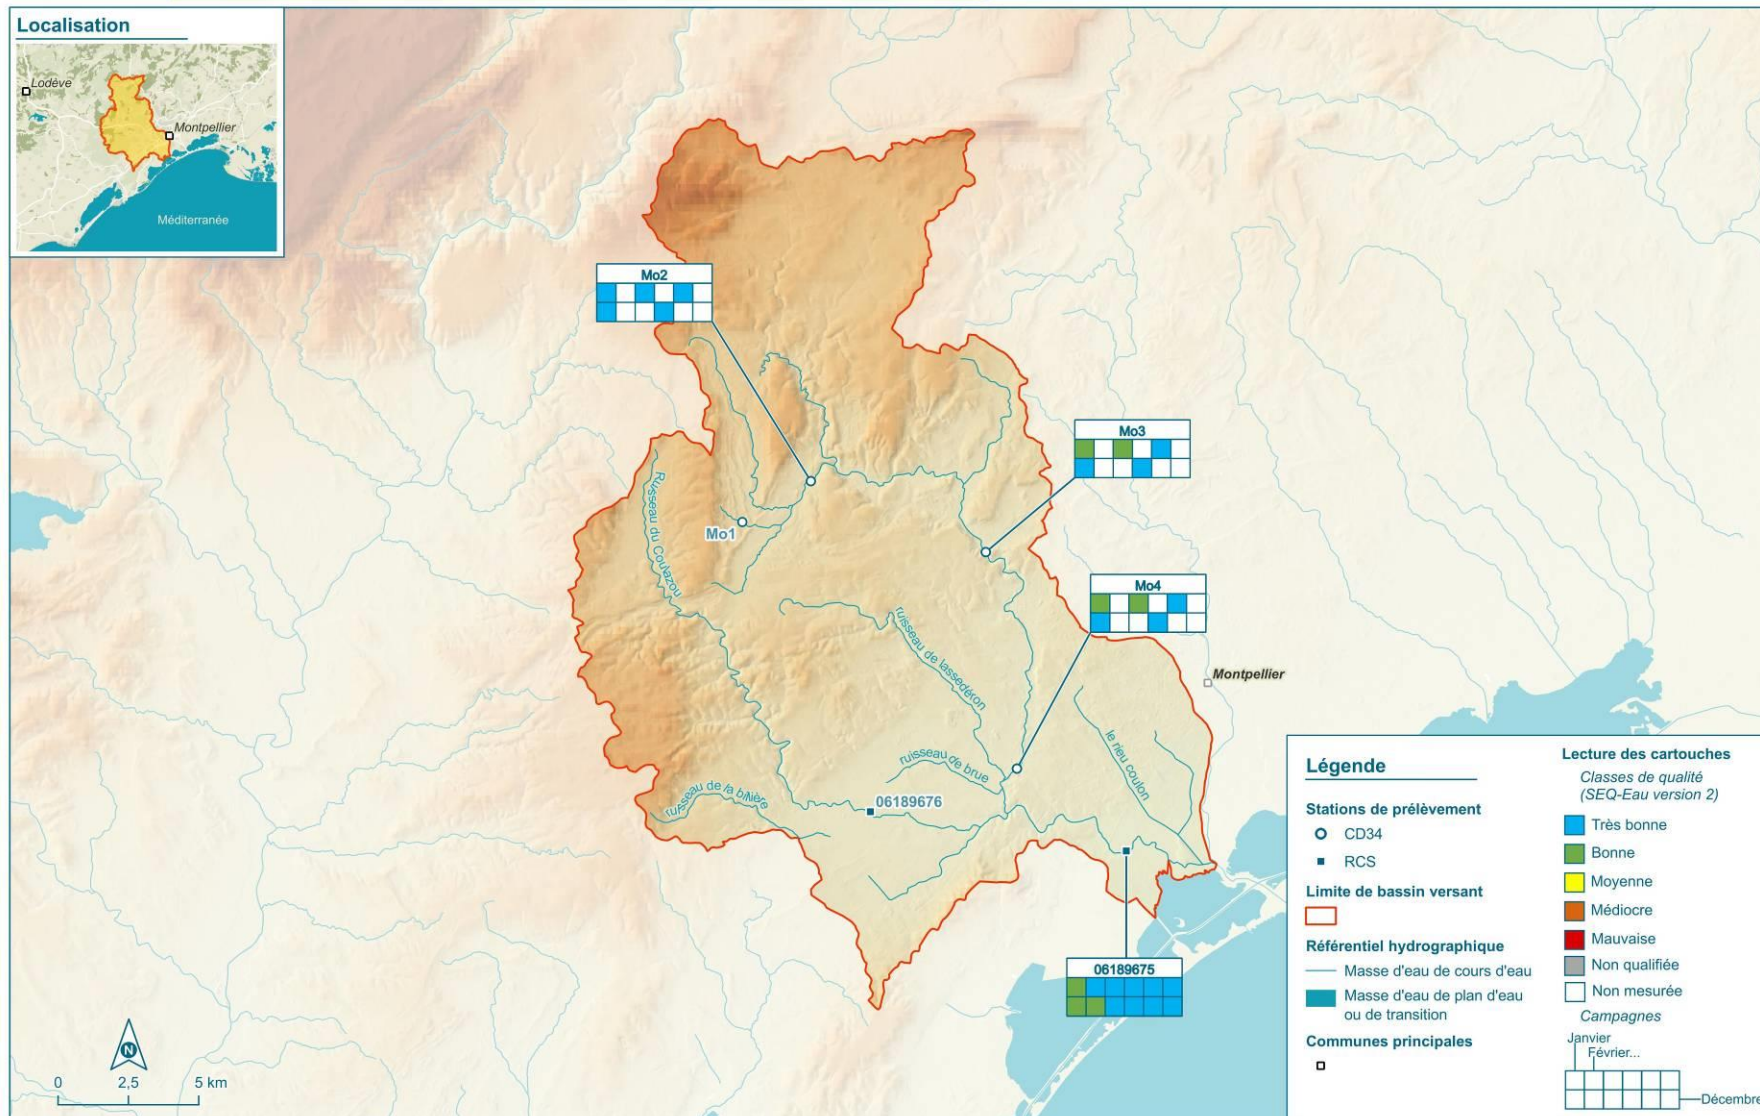 Localisation
Lodève
Montpellier
Méditerranée
Mo2
Mo3
Mo1
Ruisseau du Coulazou
Mo4
ruisseau de lassedéron
Montpellier
le rieu coulon
ruisseau de brue
ruisseau de la billière
06189676
06189675
N
0 2,5 5 km
Légende
Stations de prélèvement
CD34
RCS
Limite de bassin versant
Référentiel hydrographique
Masse d'eau de cours d'eau
Masse d'eau de plan d'eau
ou de transition
Communes principales
Lecture des cartouches
Classes de qualité
(SEQ-Eau version 2)
Très bonne
Bonne
Moyenne
Médiocre
Mauvaise
Non qualifiée
Non mesurée
Campagnes
Janvier
Février...
Décembre